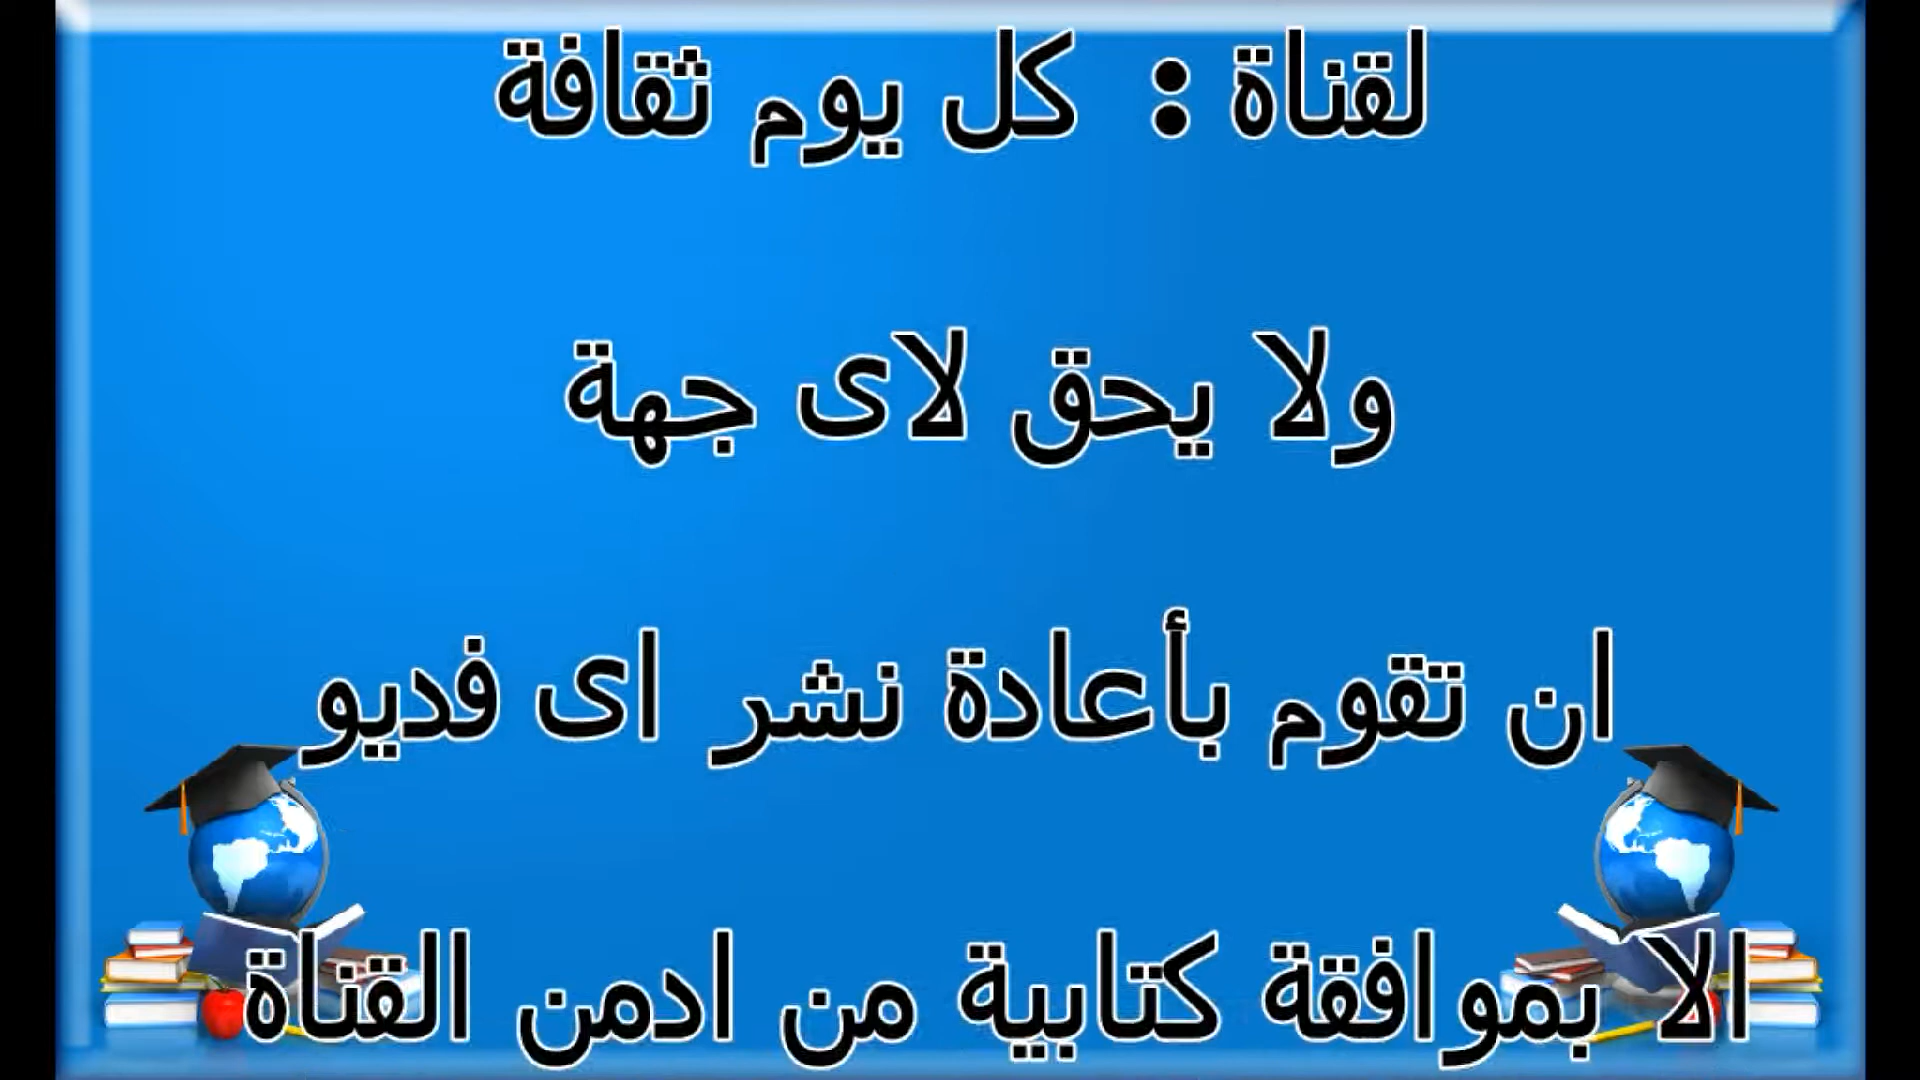 لقناة : كل يوم ثقافة
ولا يحق لاى جهة
ان تقوم بأعادة نشر اى فديو
الا بموافقة كتابية من ادمن القناة